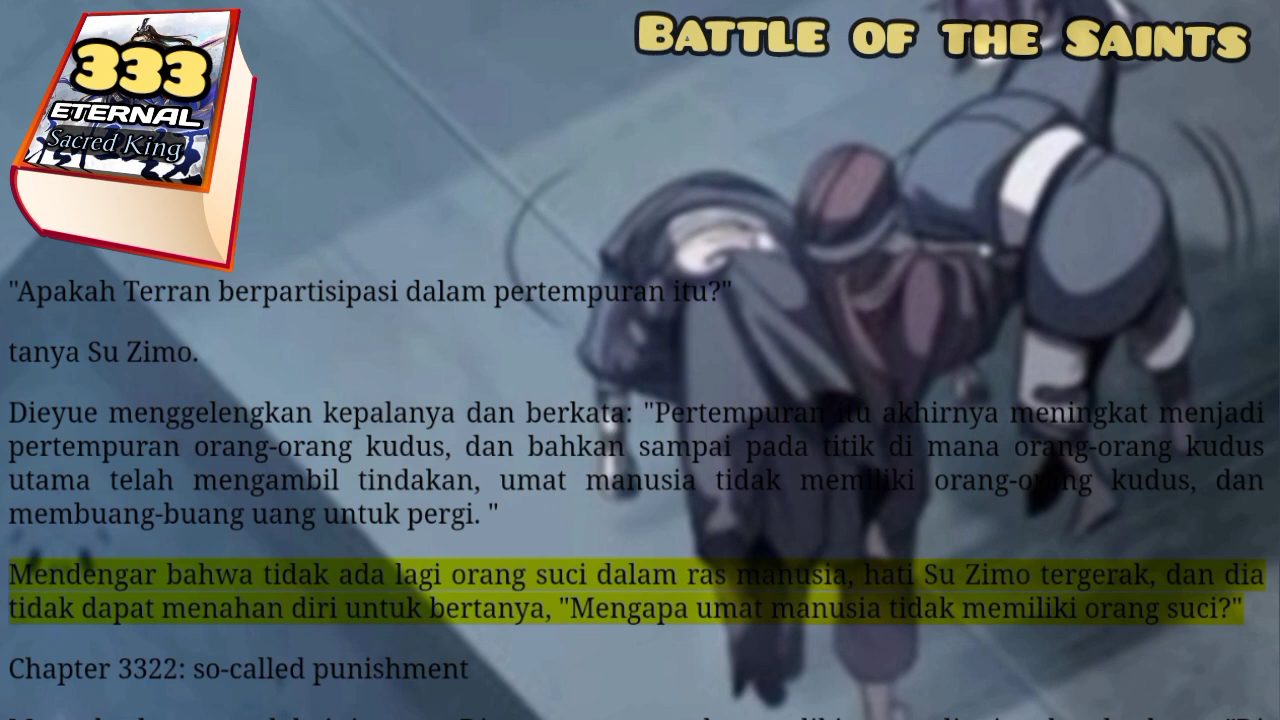 BATTLE OF THE SAINTS
333
ETERNAL
Sacred King
"Apakah Terran berpartisipasi dalam pertempuran itu?"
tanya Su Zimo.
Dieyue menggelengkan kepalanya dan berkata: "Pertempuran itu akhirnya meningkat menjadi
pertempuran orang-orang kudus, dan bahkan sampai pada titik di mana orang-orang kudus
utama telah mengambil tindakan, umat manusia tidak memiliki orang-orang kudus, dan
membuang-buang uang untuk pergi. "
Mendengar bahwa tidak ada lagi orang suci dalam ras manusia, hati Su Zimo tergerak, dan dia
tidak dapat menahan diri untuk bertanya, "Mengapa umat manusia tidak memiliki orang suci?"
Chapter 3322: so-called punishment